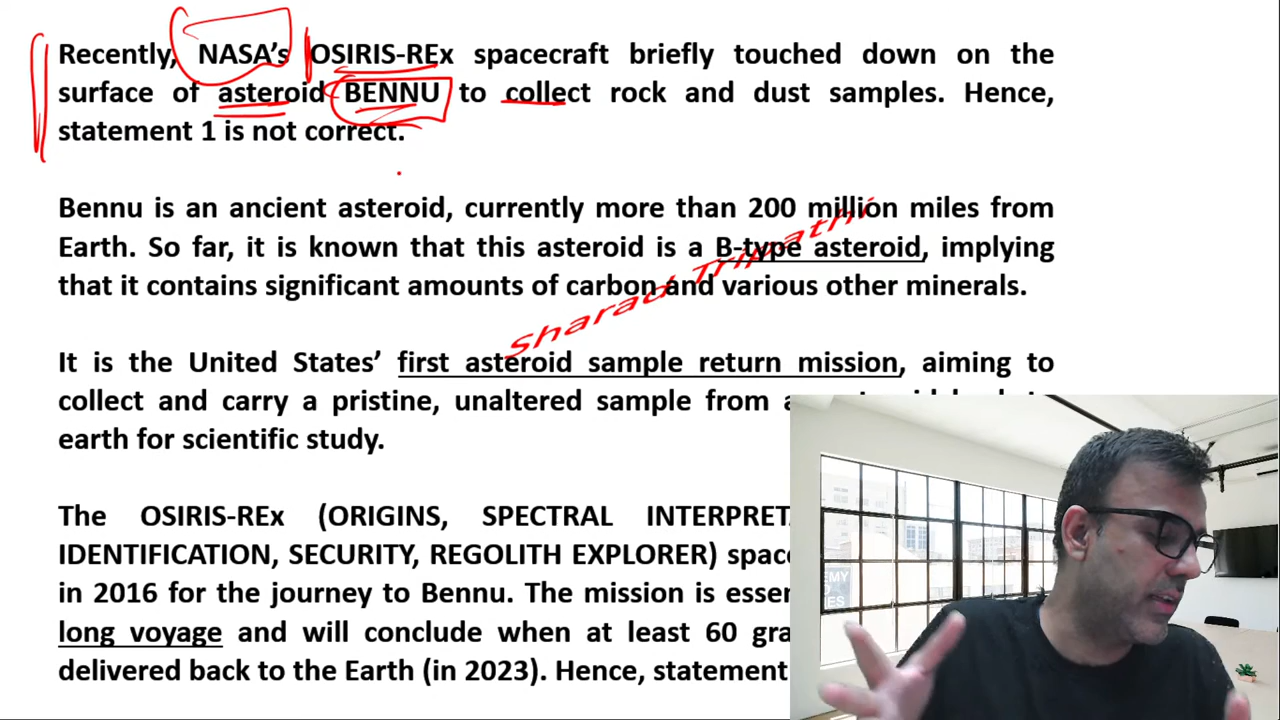 Recently, NASA's OSIRIS-REx spacecraft briefly touched down on the
surface of asteroid BENNU to collect rock and dust samples. Hence,
statement 1 is not correct.
Bennu is an ancient asteroid, currently more than 200 million miles from
Earth. So far, it is known that this asteroid is a B-type asteroid, implying
that it contains significant amounts of carbon and various other minerals.
Sharad Tripathi
It is the United States' first asteroid sample return mission, aiming to
collect and carry a pristine, unaltered sample from
earth for scientific study.
The OSIRIS-REx (ORIGINS, SPECTRAL
IDENTIFICATION, SECURITY, REGOLITH EXPLORER)
in 2016 for the journey to Bennu. The mission is
long voyage and will conclude when at least 60
delivered back to the Earth (in 2023). Hence, statement